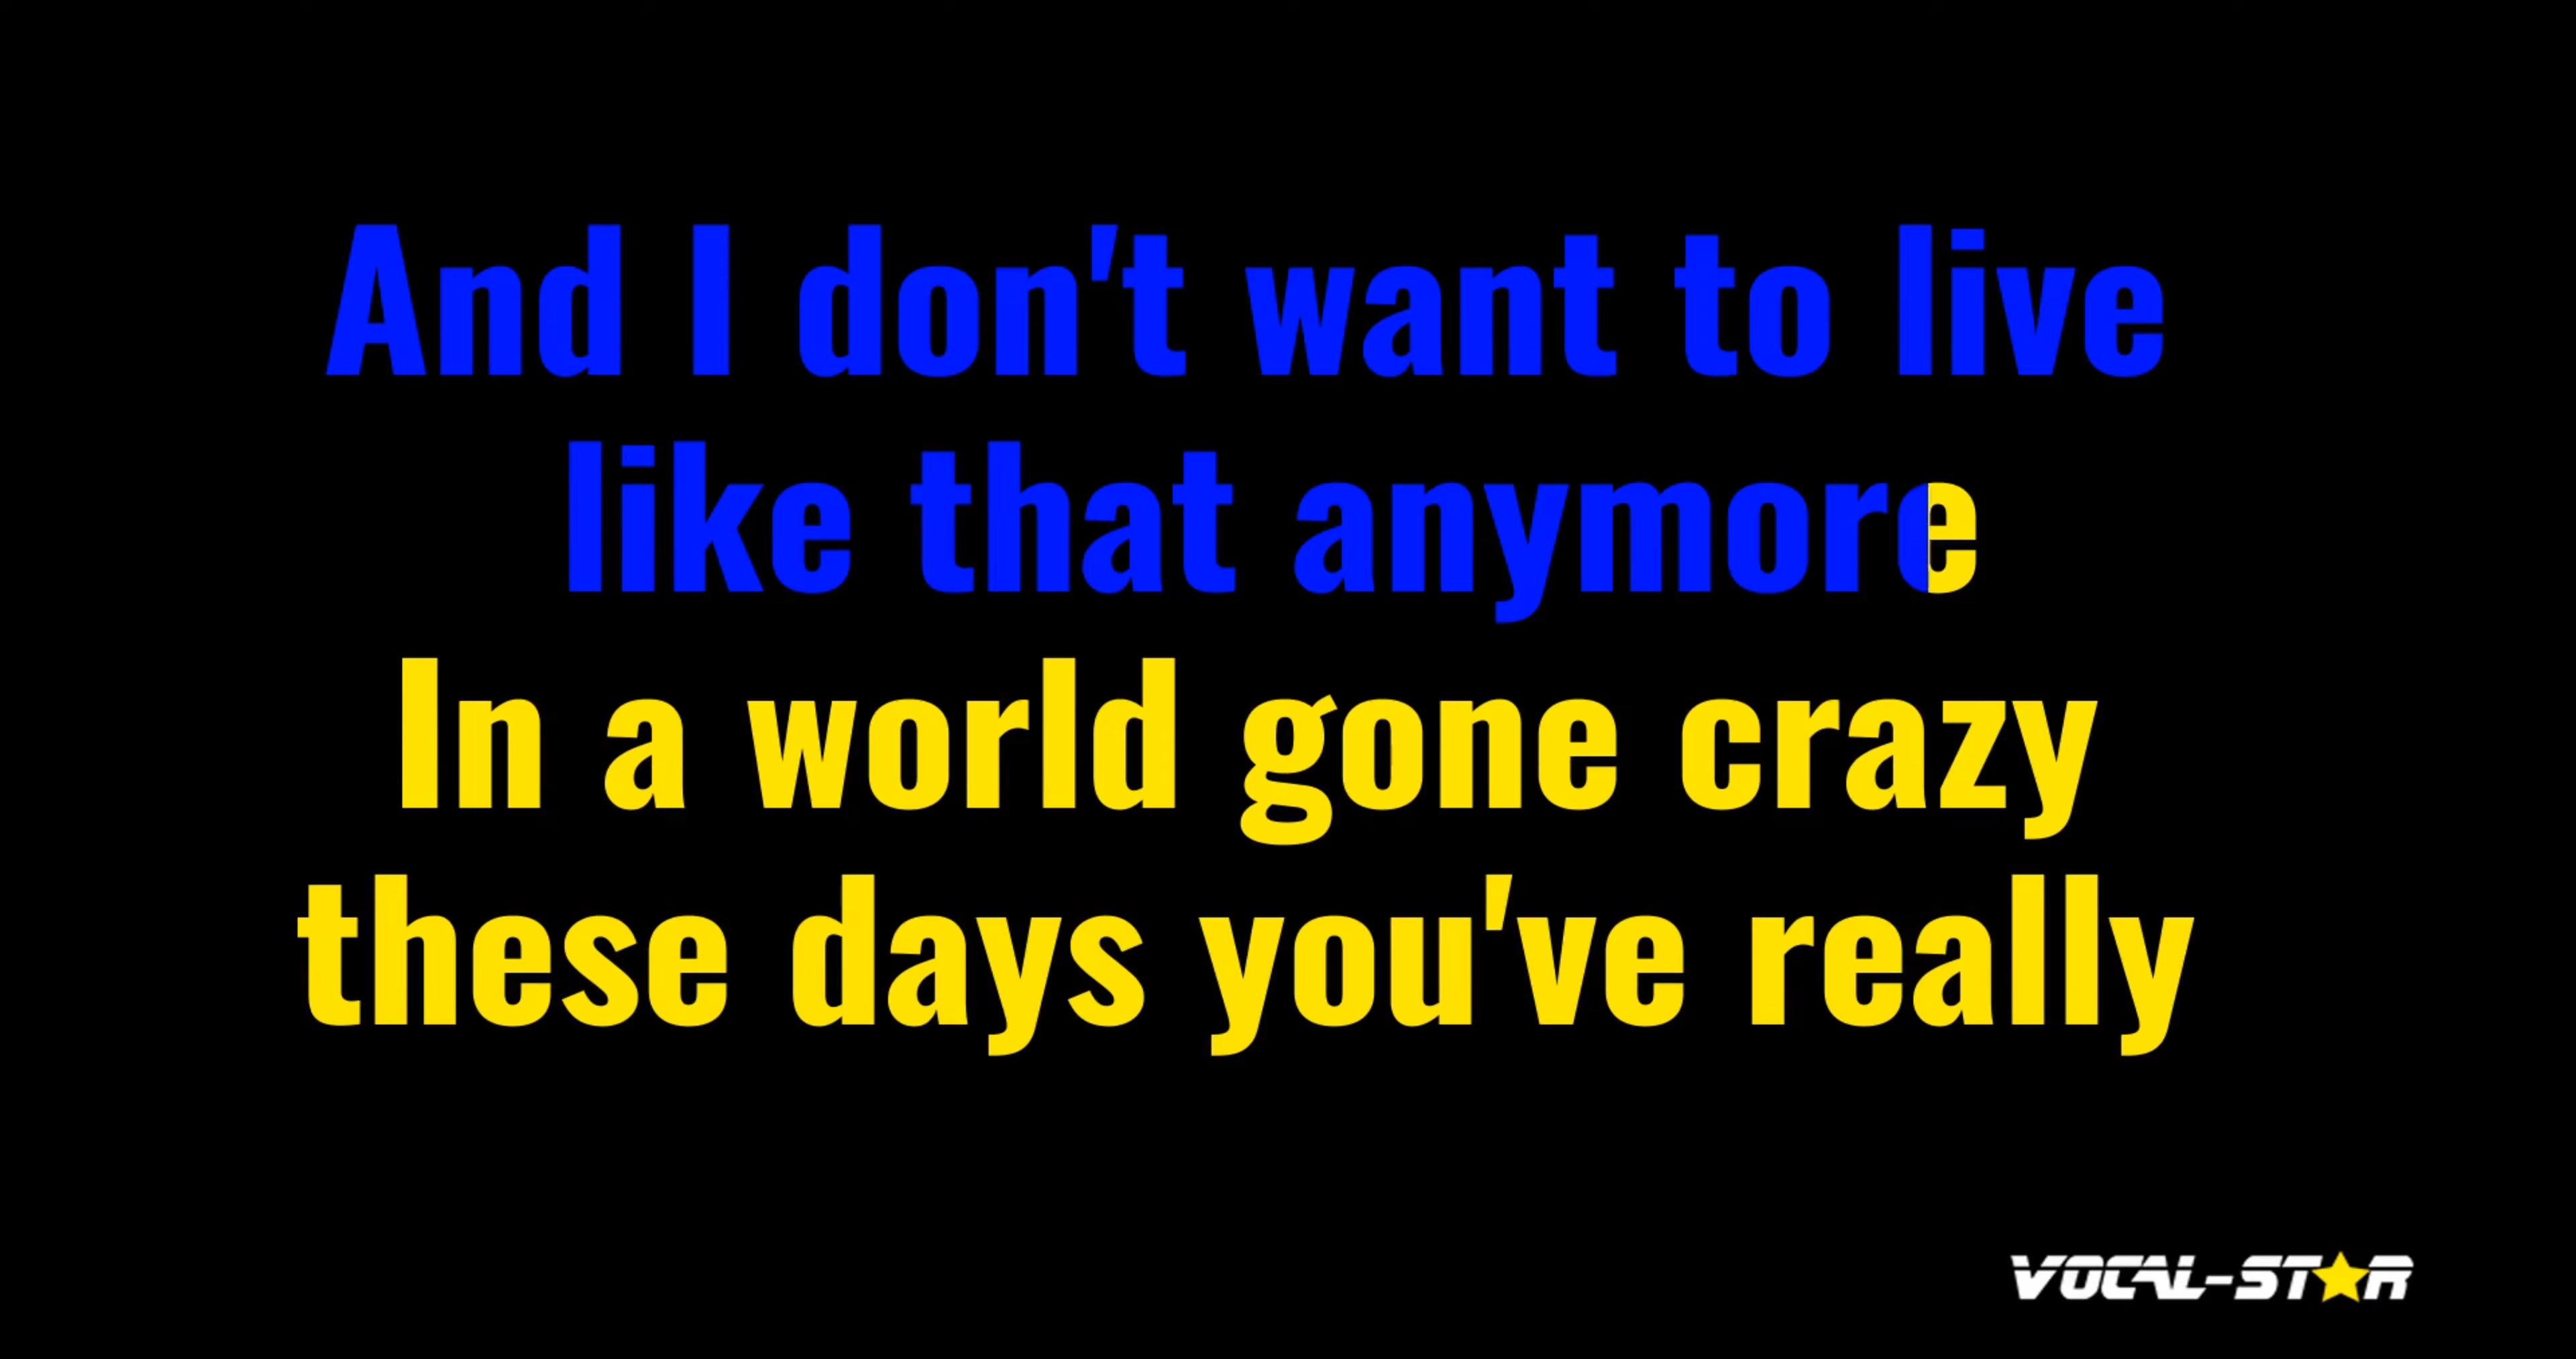 And I don't want to live
like that anymore
In a world gone crazy
these days you've really
VOCAL-STAR